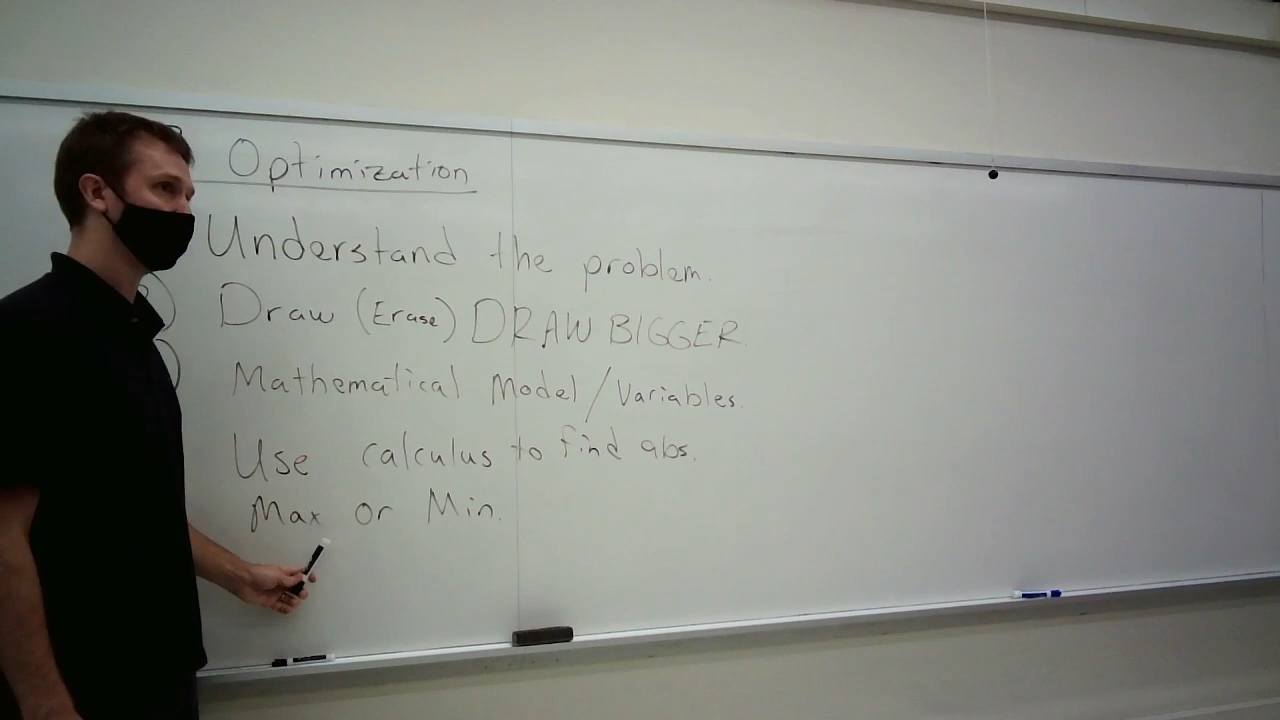 Optimization
Understand the problem.
Draw (Erase) DRAW BIGGER.
Mathematical Model/Variables.
Use calculus to find abs.
Max or Min.